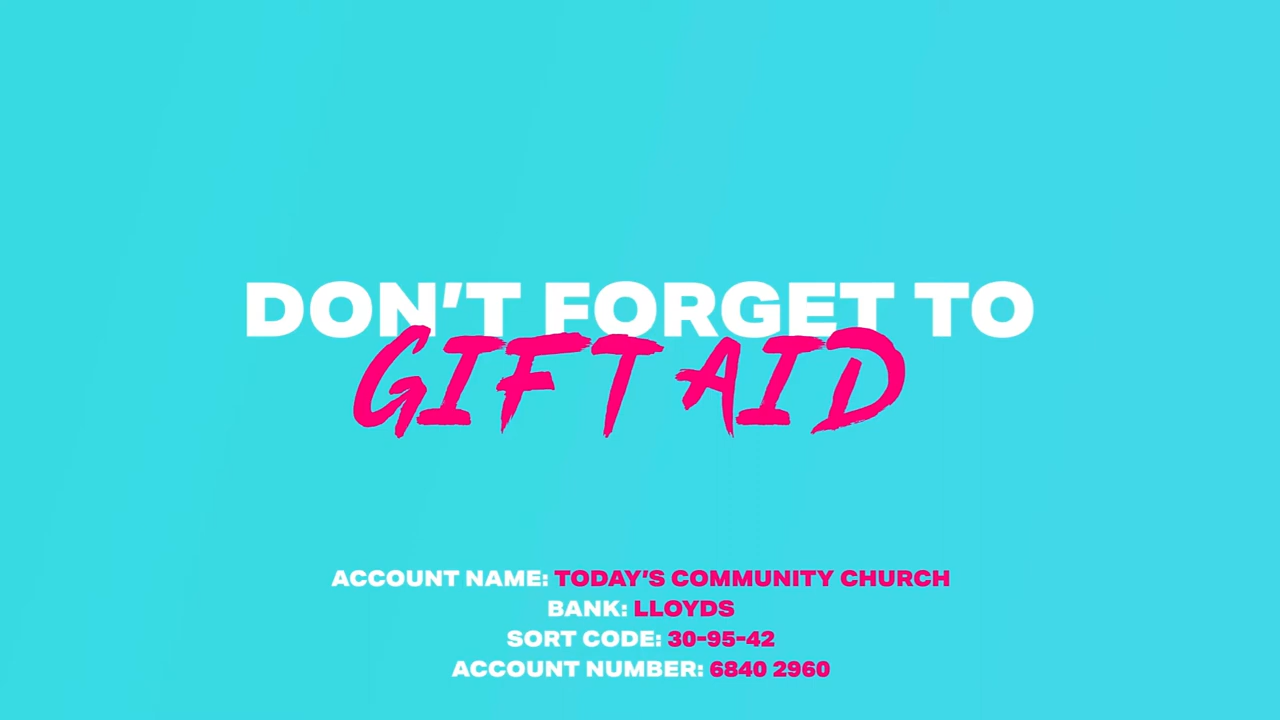 DON'T FORGET TO
GIFT AID
ACCOUNT NAME: TODAY'S COMMUNITY CHURCH
BANK: LLOYDS
SORT CODE: 30-95-42
ACCOUNT NUMBER: 6840 2960